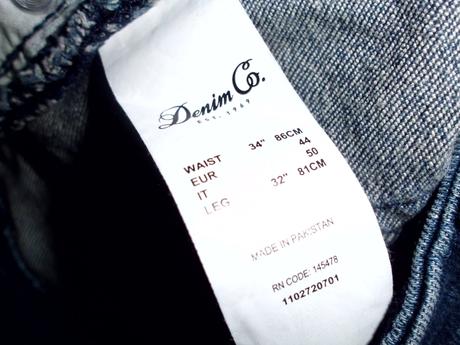 Denim Co.
EST. 1969
WAIST 34" 86CM
EUR 44
IT 50
LEG 32" 81CM
MADE IN PAKISTAN
RN CODE: 145478
1102720701